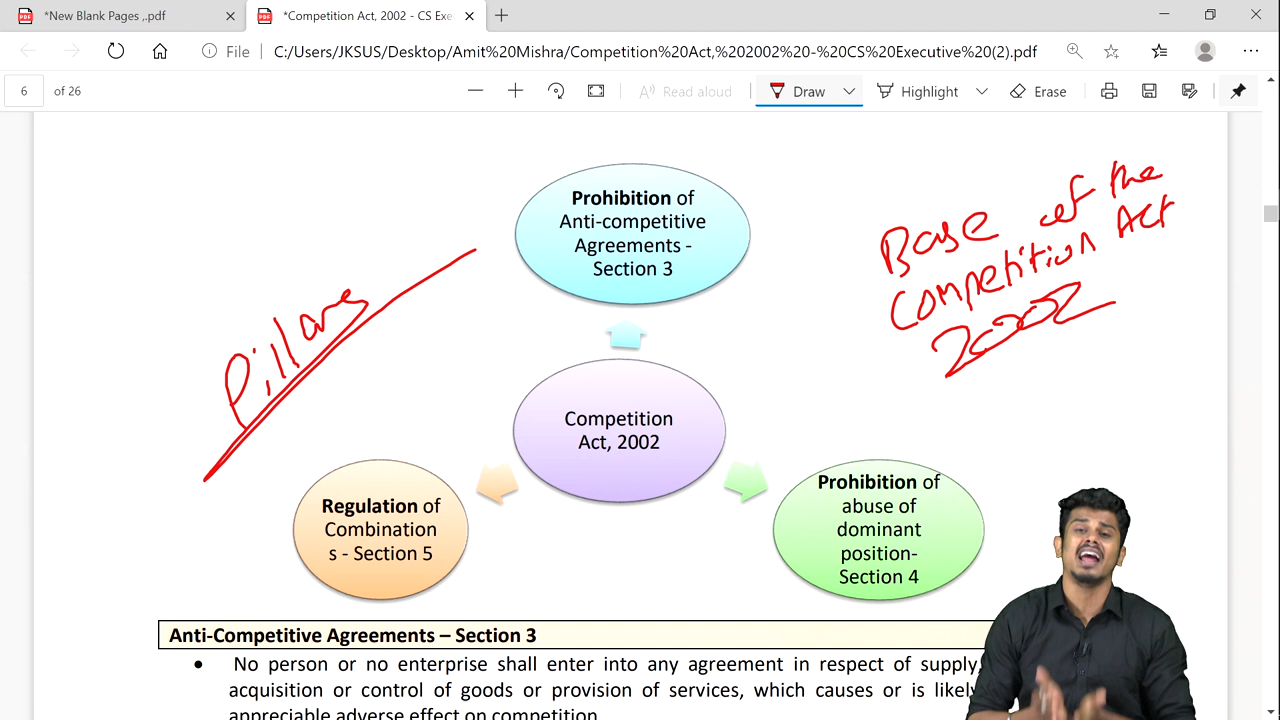 *New Blank Pages ,.pdf
*Competition Act, 2002 - CS Exe
File
C:/Users/JKSUS/Desktop/Amit%20Mishra/Competition%20Act,%202002%20-%20CS%20Executive%20(2).pdf
6 of 26
Read aloud
Draw
Highlight
Erase
Prohibition of
Anti-competitive
Agreements -
Section 3
Base of the
Competition Act
2002
Pillars
Competition
Act, 2002
Regulation of
Combination
s - Section 5
Prohibition of
abuse of
dominant
position-
Section 4
Anti-Competitive Agreements – Section 3
• No person or no enterprise shall enter into any agreement in respect of supply,
acquisition or control of goods or provision of services, which causes or is likely
appreciable adverse effect on competition.